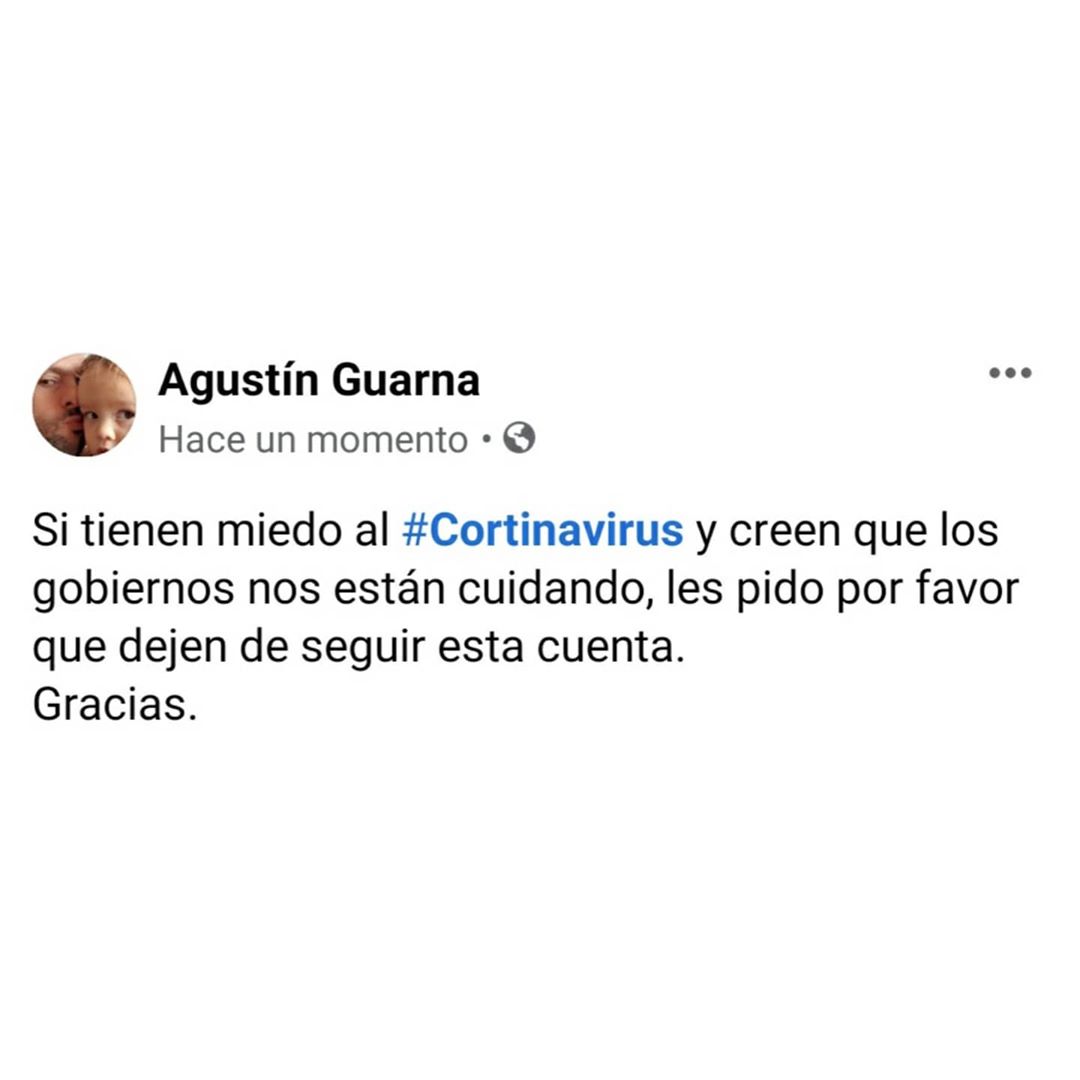 Agustín Guarna
Hace un momento •
Si tienen miedo al #Cortinavirus y creen que los
gobiernos nos están cuidando, les pido por favor
que dejen de seguir esta cuenta.
Gracias.